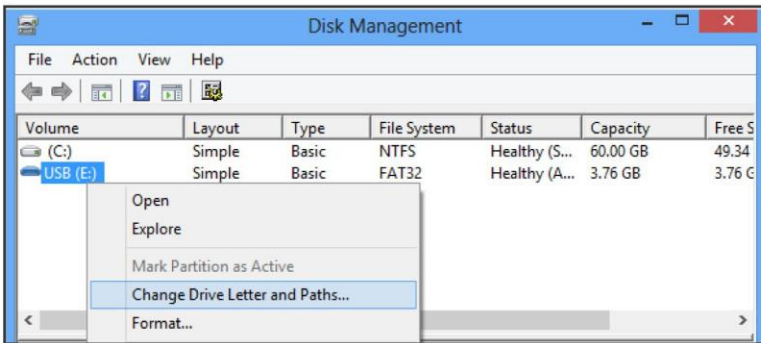 Disk Management
File Action View Help
Volume Layout Type File System Status Capacity Free S
(C:) Simple Basic NTFS Healthy (S... 60.00 GB 49.34
USB (E:) Simple Basic FAT32 Healthy (A... 3.76 GB 3.76 G
Open
Explore
Mark Partition as Active
Change Drive Letter and Paths...
Format...